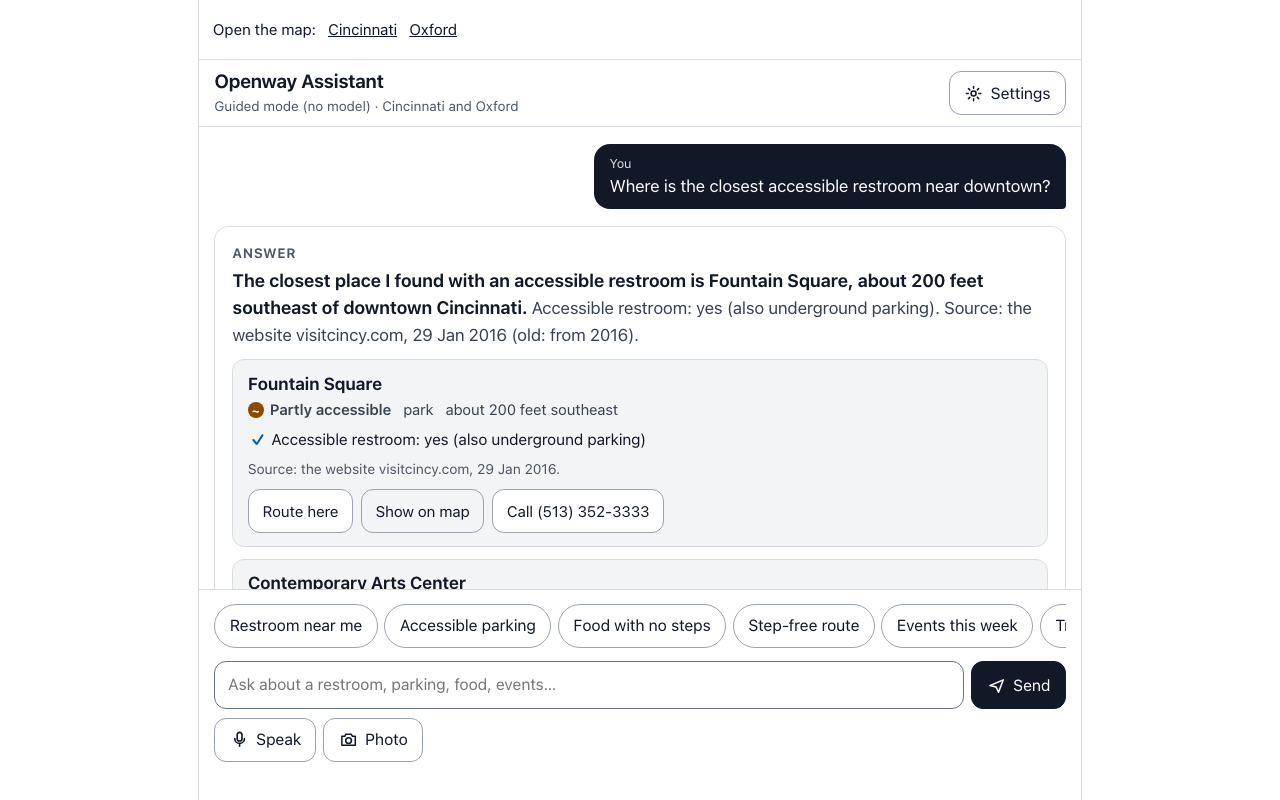 Open the map: Cincinnati Oxford
Openway Assistant
Guided mode (no model) · Cincinnati and Oxford
Settings
You
Where is the closest accessible restroom near downtown?
ANSWER
The closest place I found with an accessible restroom is Fountain Square, about 200 feet
southeast of downtown Cincinnati. Accessible restroom: yes (also underground parking). Source: the
website visitcincy.com, 29 Jan 2016 (old: from 2016).
Fountain Square
~ Partly accessible park about 200 feet southeast
Accessible restroom: yes (also underground parking)
Source: the website visitcincy.com, 29 Jan 2016.
Route here Show on map Call (513) 352-3333
Contemporary Arts Center
Restroom near me Accessible parking Food with no steps Step-free route Events this week
Ask about a restroom, parking, food, events...
Send
Speak Photo